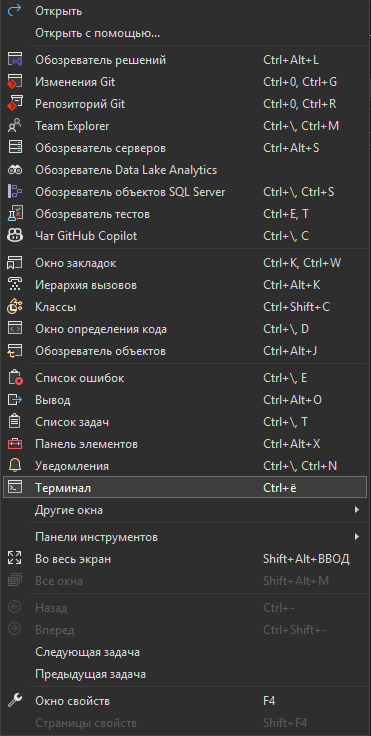 Открыть
Открыть с помощью...
Обозреватель решений Ctrl+Alt+L
Изменения Git Ctrl+0, Ctrl+G
Репозиторий Git Ctrl+0, Ctrl+R
Team Explorer Ctrl+\, Ctrl+M
Обозреватель серверов Ctrl+Alt+S
Обозреватель Data Lake Analytics
Обозреватель объектов SQL Server Ctrl+\, Ctrl+S
Обозреватель тестов Ctrl+E, T
Чат GitHub Copilot Ctrl+\, C
Окно закладок Ctrl+K, Ctrl+W
Иерархия вызовов Ctrl+Alt+K
Классы Ctrl+Shift+C
Окно определения кода Ctrl+\, D
Обозреватель объектов Ctrl+Alt+J
Список ошибок Ctrl+\, E
Вывод Ctrl+Alt+O
Список задач Ctrl+\, T
Панель элементов Ctrl+Alt+X
Уведомления Ctrl+\, Ctrl+N
Терминал Ctrl+ё
Другие окна
Панели инструментов
Во весь экран Shift+Alt+ВВОД
Все окна Shift+Alt+M
Назад Ctrl+-
Вперед Ctrl+Shift+-
Следующая задача
Предыдущая задача
Окно свойств F4
Страницы свойств Shift+F4